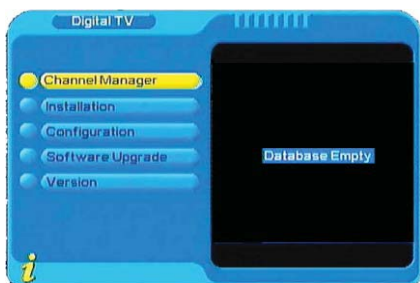 Digital TV
Channel Manager
Installation
Configuration
Software Upgrade
Version
Database Empty
i